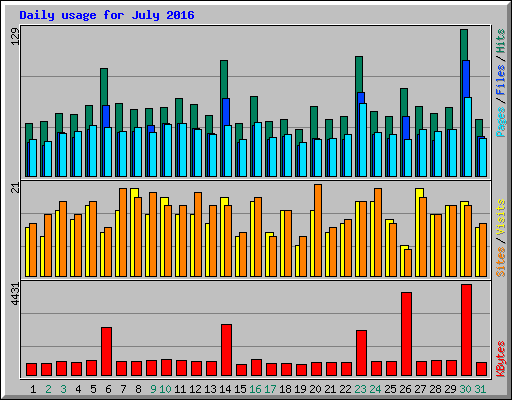 Daily usage for July 2016
129
Pages / Files / Hits
21
Sites / Visits
4431
KBytes
1 2 3 4 5 6 7 8 9 10 11 12 13 14 15 16 17 18 19 20 21 22 23 24 25 26 27 28 29 30 31